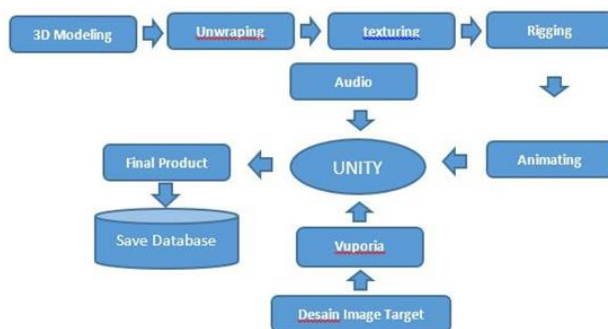 3D Modeling
Unwraping
texturing
Rigging
Audio
Final Product
UNITY
Animating
Save Database
Vuporia
Desain Image Target